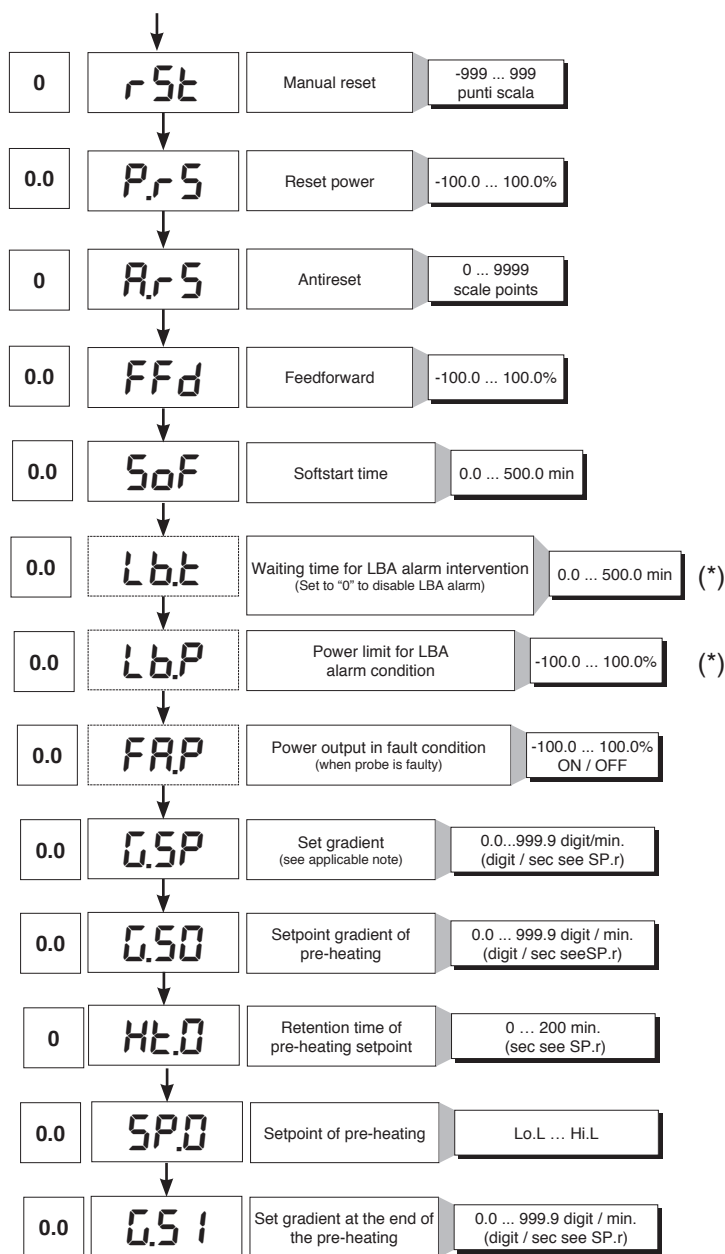 0
rSt
Manual reset
-999 ... 999
punti scala
0.0
P.rS
Reset power
-100.0 ... 100.0%
0
A.rS
Antireset
0 ... 9999
scale points
0.0
FFd
Feedforward
-100.0 ... 100.0%
0.0
SoF
Softstart time
0.0 ... 500.0 min
0.0
Lb.t
Waiting time for LBA alarm intervention
(Set to “0” to disable LBA alarm)
0.0 ... 500.0 min
(*)
0.0
Lb.P
Power limit for LBA
alarm condition
-100.0 ... 100.0%
(*)
0.0
FA.P
Power output in fault condition
(when probe is faulty)
-100.0 ... 100.0%
ON / OFF
0.0
G.SP
Set gradient
(see applicable note)
0.0...999.9 digit/min.
(digit / sec see SP.r)
0.0
G.S0
Setpoint gradient of
pre-heating
0.0 ... 999.9 digit / min.
(digit / sec seeSP.r)
0
Ht.0
Retention time of
pre-heating setpoint
0 … 200 min.
(sec see SP.r)
0.0
SP.0
Setpoint of pre-heating
Lo.L … Hi.L
0.0
G.S1
Set gradient at the end of
the pre-heating
0.0 ... 999.9 digit / min.
(digit / sec see SP.r)